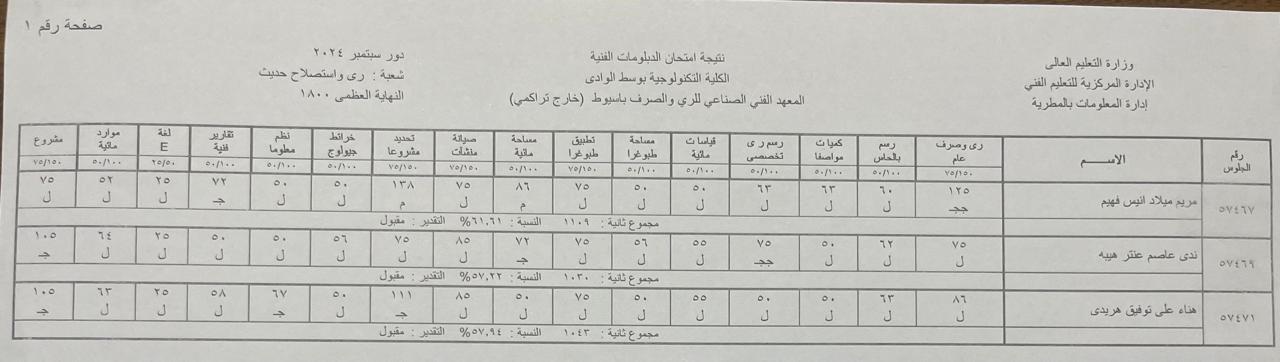 صفحة رقم ١
وزارة التعليم العالى
نتيجة امتحان الدبلومات الفنية
دور سبتمبر ٢٠٢٤
الإدارة المركزية للتعليم الفني
الكلية التكنولوجية بوسط الوادى
شعبة : رى واستصلاح حديث
إدارة المعلومات بالمطرية
المعهد الفني الصناعي للري والصرف باسيوط (خارج تراكمي)
النهاية العظمى ١٨٠٠
رقم الجلوس الاســم رى وصرف عام رسم بالحاس كميات مواصفا رسم رى تخصصى قياسات مائية مساحة طبوغرا تطبيق طبوغرا مساحة مائية صيانة منشآت تحديد مشروعا خرائط جيولوج نظم معلوما تقارير فنية لغة E موارد مائية مشروع
٧٥/١٥٠ ٥٠/١٠٠ ٥٠/١٠٠ ٥٠/١٠٠ ٥٠/١٠٠ ٥٠/١٠٠ ٧٥/١٥٠ ٥٠/١٠٠ ٧٥/١٥٠ ٧٥/١٥٠ ٥٠/١٠٠ ٥٠/١٠٠ ٥٠/١٠٠ ٢٥/٥٠ ٥٠/١٠٠ ٧٥/١٥٠
٥٧٤٦٧ مريم ميلاد انيس فهيم ١٢٥ ٦٠ ٦٣ ٦٣ ٥٠ ٥٠ ٧٥ ٨٦ ٧٥ ١٣٨ ٥٠ ٥٠ ٧٢ ٢٥ ٥٢ ٧٥
ججـ ل ل ل ل ل ل م ل م ل ل جـ ل ل ل
مجموع ثانية : ١١٠٩ النسبة : ٦١,٦١% التقدير : مقبول
٥٧٤٦٩ ندى عاصم عنتر هيبه ٧٥ ٦٢ ٥٠ ٧٥ ٥٥ ٥٦ ٧٥ ٧٢ ٨٥ ٧٥ ٥٦ ٥٠ ٥٠ ٢٥ ٦٤ ١٠٥
ل ل ل ججـ ل ل ل جـ ل ل ل ل ل ل ل جـ
مجموع ثانية : ١٠٣٠ النسبة : ٥٧,٢٢% التقدير : مقبول
٥٧٤٧١ هناء على توفيق هريدى ٨٦ ٦٣ ٥٠ ٥٠ ٥٥ ٥٠ ٧٥ ٥٠ ٨٥ ١١١ ٥٠ ٦٧ ٥٨ ٢٥ ٦٣ ١٠٥
ل ل ل ل ل ل ل ل ل جـ ل جـ ل ل ل جـ
مجموع ثانية : ١٠٤٣ النسبة : ٥٧,٩٤% التقدير : مقبول